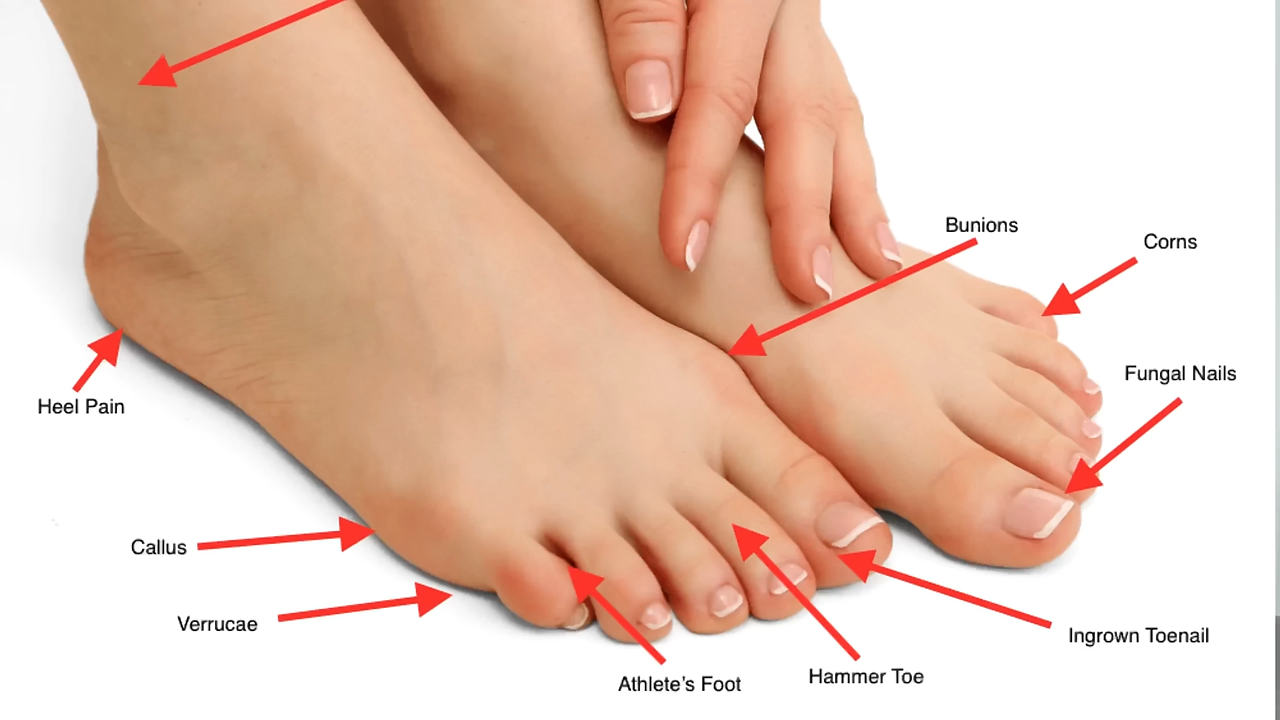 Bunions
Corns
Fungal Nails
Heel Pain
Callus
Verrucae
Ingrown Toenail
Hammer Toe
Athlete's Foot